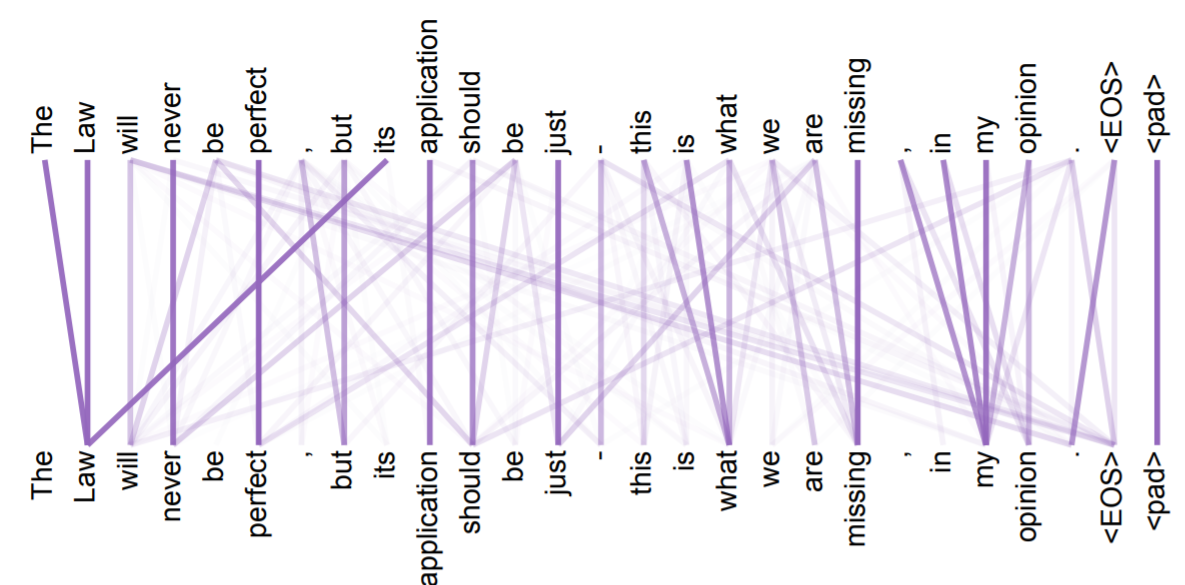 The Law will never be perfect , but its application should be just - this is what we are missing , in my opinion . <EOS> <pad>
The Law will never be perfect , but its application should be just - this is what we are missing , in my opinion . <EOS> <pad>